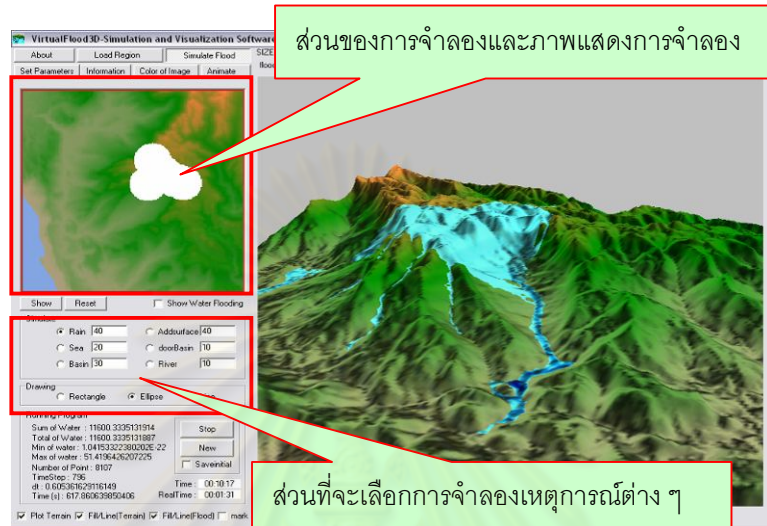 ส่วนของการจำลองและภาพแสดงการจำลอง
VirtualFlood3D-Simulation and Visualization Softwar
About Load Region Simulate Flood SIZE
Set Parameters Information Color of Image Animate
Show Reset Show Water Flooding
Rain 40 Addsurface 40
Sea 20 doorBasin 10
Basin 30 River 10
Drawing
Rectangle Ellipse
Running Program
Sum of Water : 11600.3335131914
Total of Water : 11600.3335131887
Min of water : 1.04153322380202E-22
Max of water : 51.4196426207225
Number of Point : 8107
TimeStep : 796
dt : 0.605361629116149
Time (s) : 617.860639850406
Stop
New
Saveinitial
Time : 00:10:17
RealTime : 00:01:31
ส่วนที่จะเลือกการจำลองเหตุการณ์ต่าง ๆ
Plot Terrain Fill/Line(Terrain) Fill/Line(Flood) mark